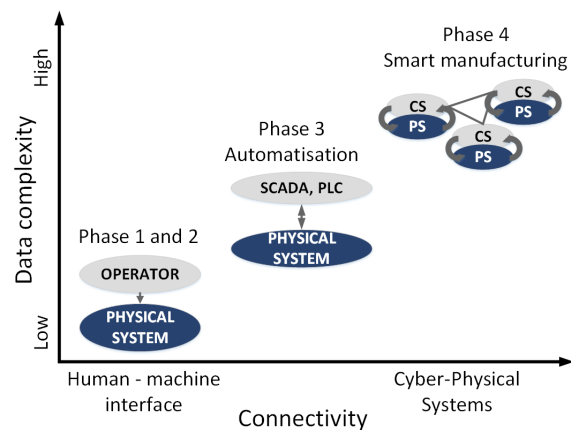 Phase 4
Smart manufacturing
High
CS
PS
CS
PS
CS
PS
Phase 3
Automatisation
SCADA, PLC
PHYSICAL
SYSTEM
Data complexity
Phase 1 and 2
OPERATOR
PHYSICAL
SYSTEM
Low
Human - machine
interface
Cyber-Physical
Systems
Connectivity